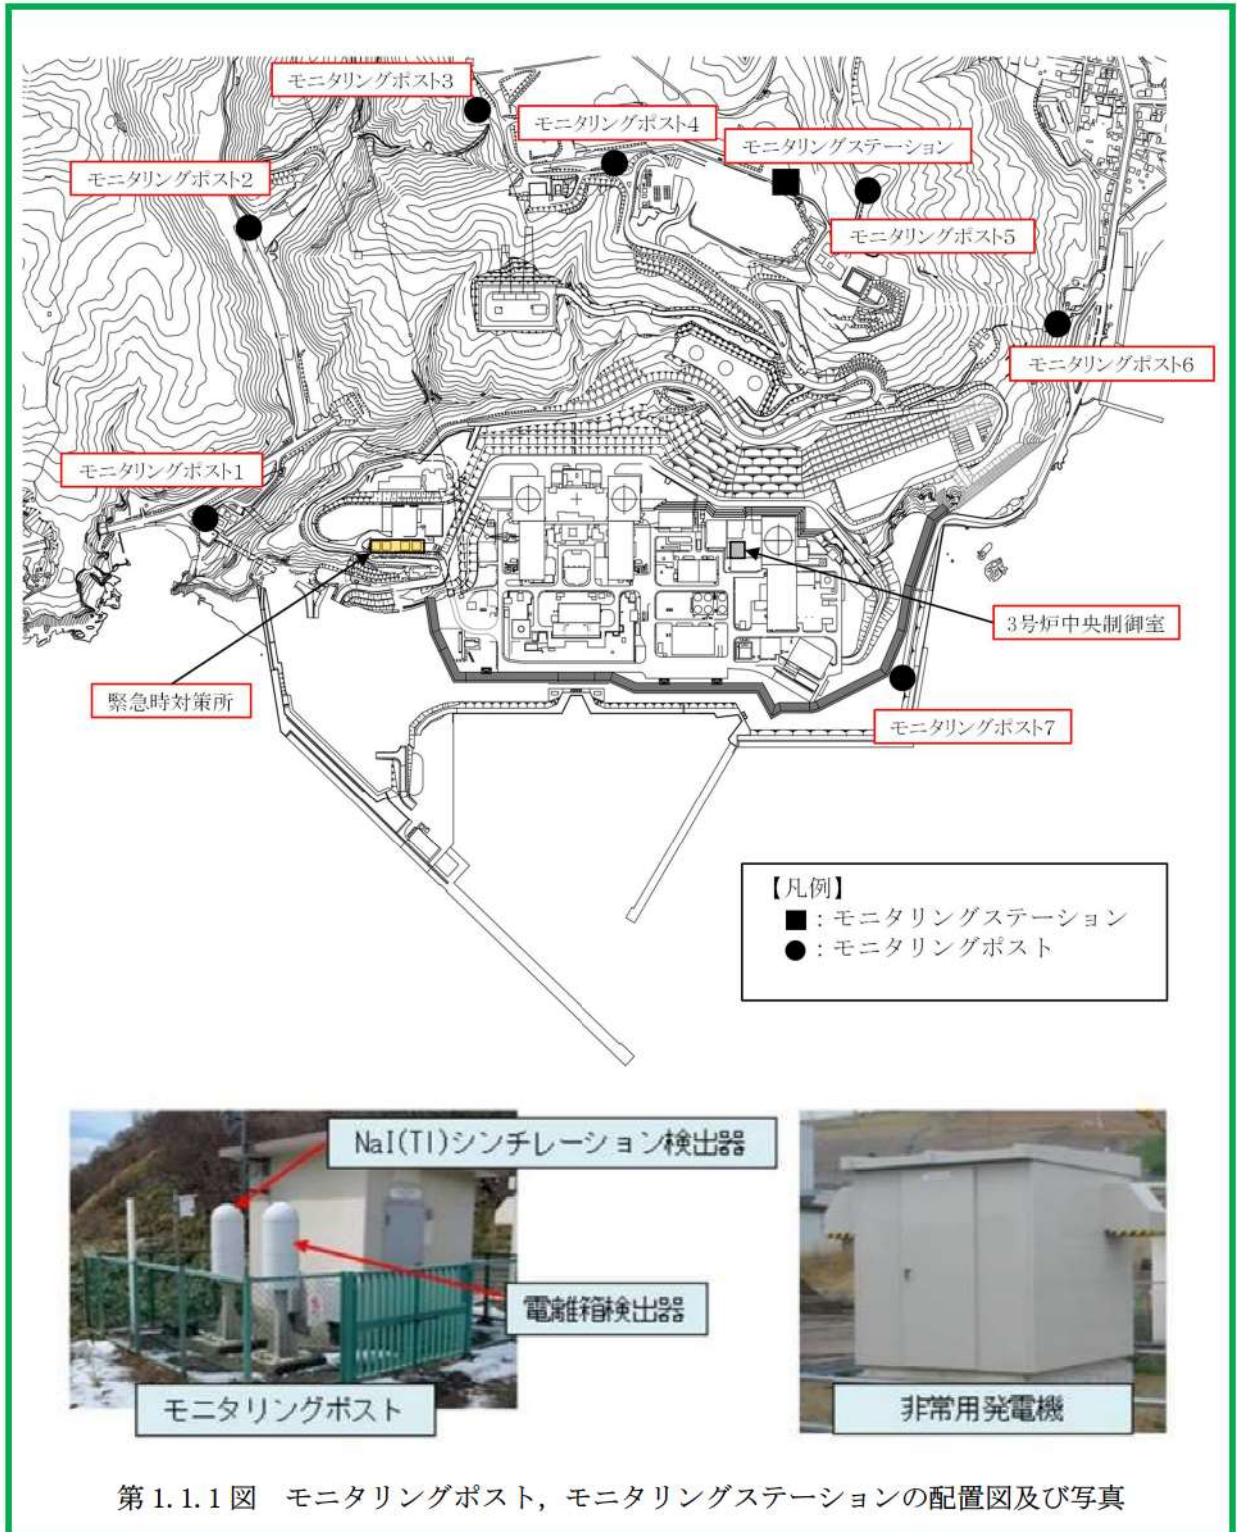 モニタリングポスト3
モニタリングポスト4
モニタリングステーション
モニタリングポスト2
モニタリングポスト5
モニタリングポスト6
モニタリングポスト1
3号炉中央制御室
緊急時対策所
モニタリングポスト7
【凡例】
■：モニタリングステーション
●：モニタリングポスト
NaI(Tl)シンチレーション検出器
電離箱検出器
モニタリングポスト
非常用発電機
第1.1.1図　モニタリングポスト，モニタリングステーションの配置図及び写真